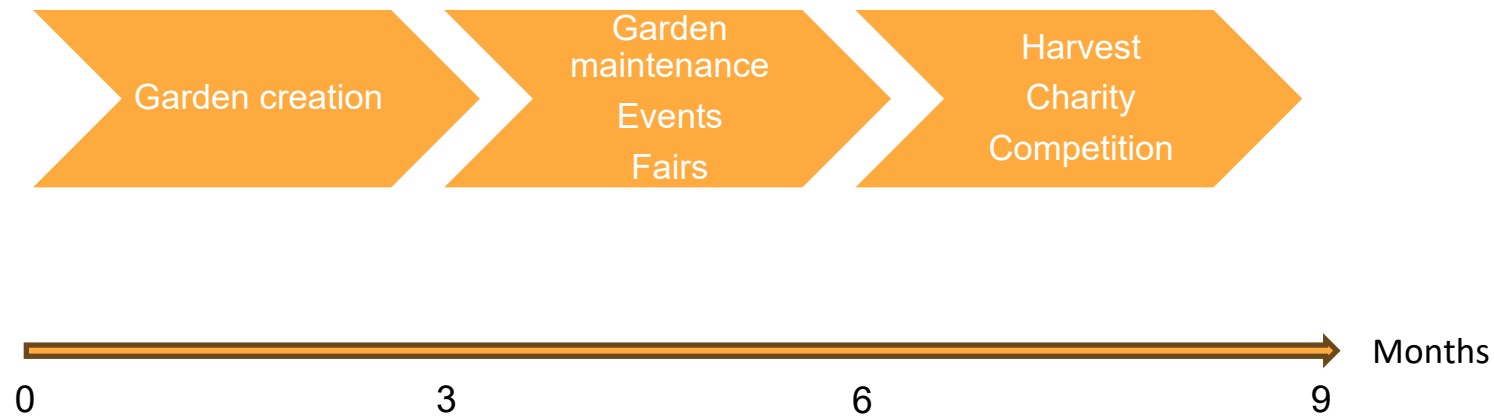 Garden creation
Garden
maintenance
Events
Fairs
Harvest
Charity
Competition
Months
0
3
6
9